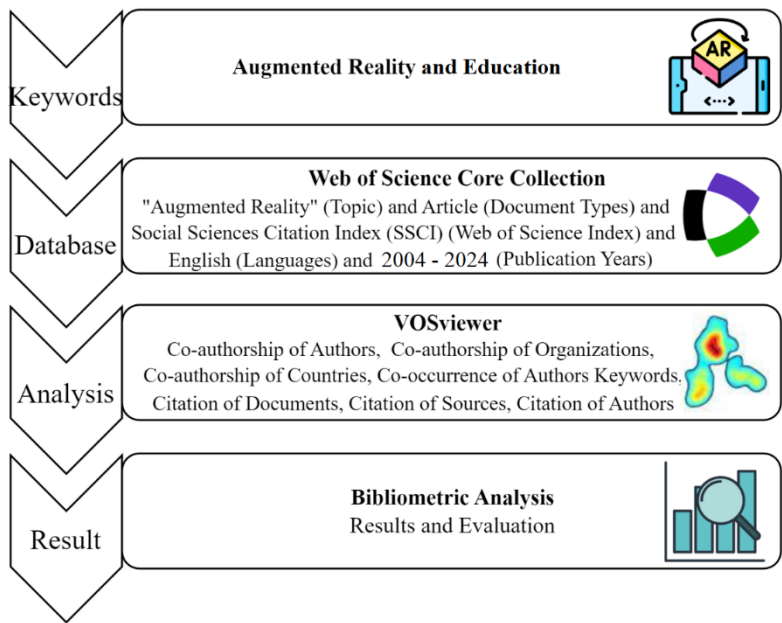 Keywords
Augmented Reality and Education
AR
<···>
Database
Web of Science Core Collection
"Augmented Reality" (Topic) and Article (Document Types) and
Social Sciences Citation Index (SSCI) (Web of Science Index) and
English (Languages) and 2004 - 2024 (Publication Years)
Analysis
VOSviewer
Co-authorship of Authors, Co-authorship of Organizations,
Co-authorship of Countries, Co-occurrence of Authors Keywords,
Citation of Documents, Citation of Sources, Citation of Authors
Result
Bibliometric Analysis
Results and Evaluation